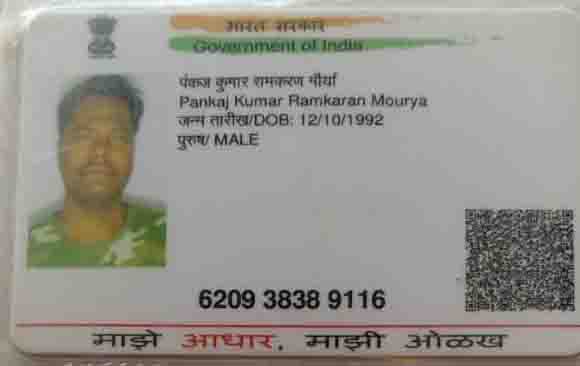 भारत सरकार
Government of India
पंकज कुमार रामकरण मौर्या
Pankaj Kumar Ramkaran Mourya
जन्म तारीख/DOB: 12/10/1992
पुरुष/ MALE
6209 3838 9116
माझे आधार, माझी ओळख